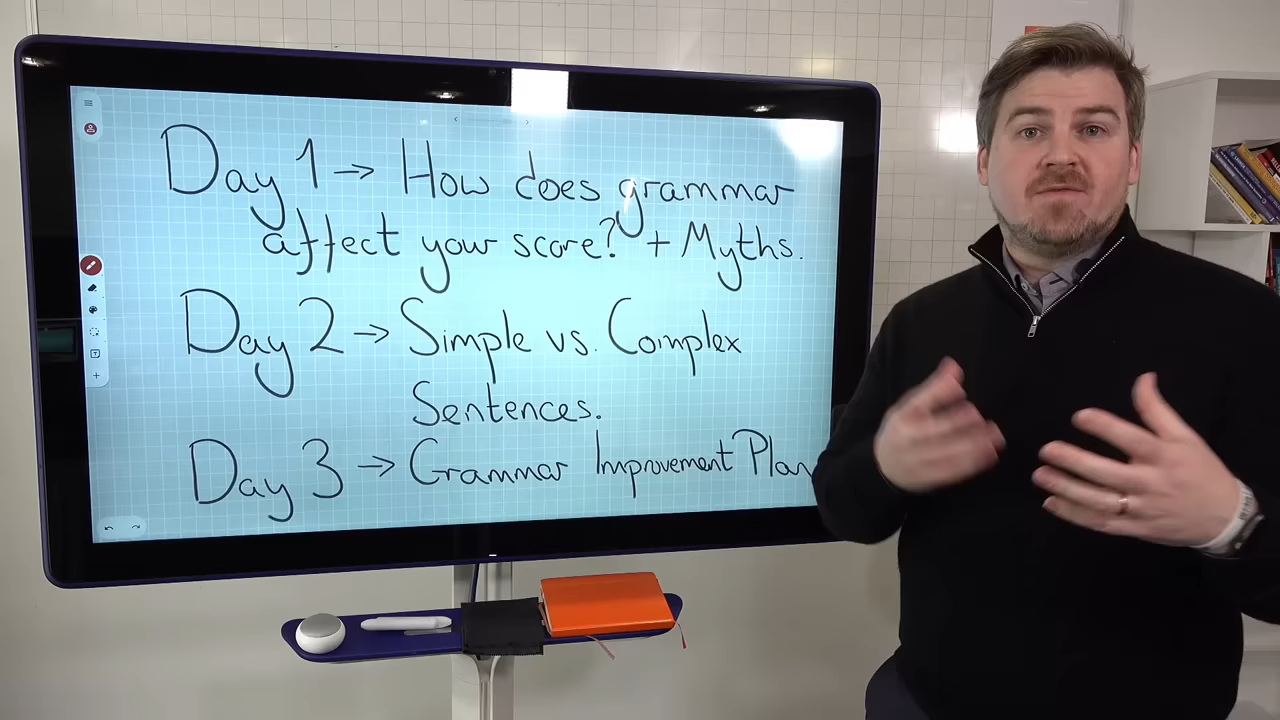 Day 1 → How does grammar
affect your score? + Myths.
Day 2 → Simple vs. Complex
Sentences.
Day 3 → Grammar Improvement Plan